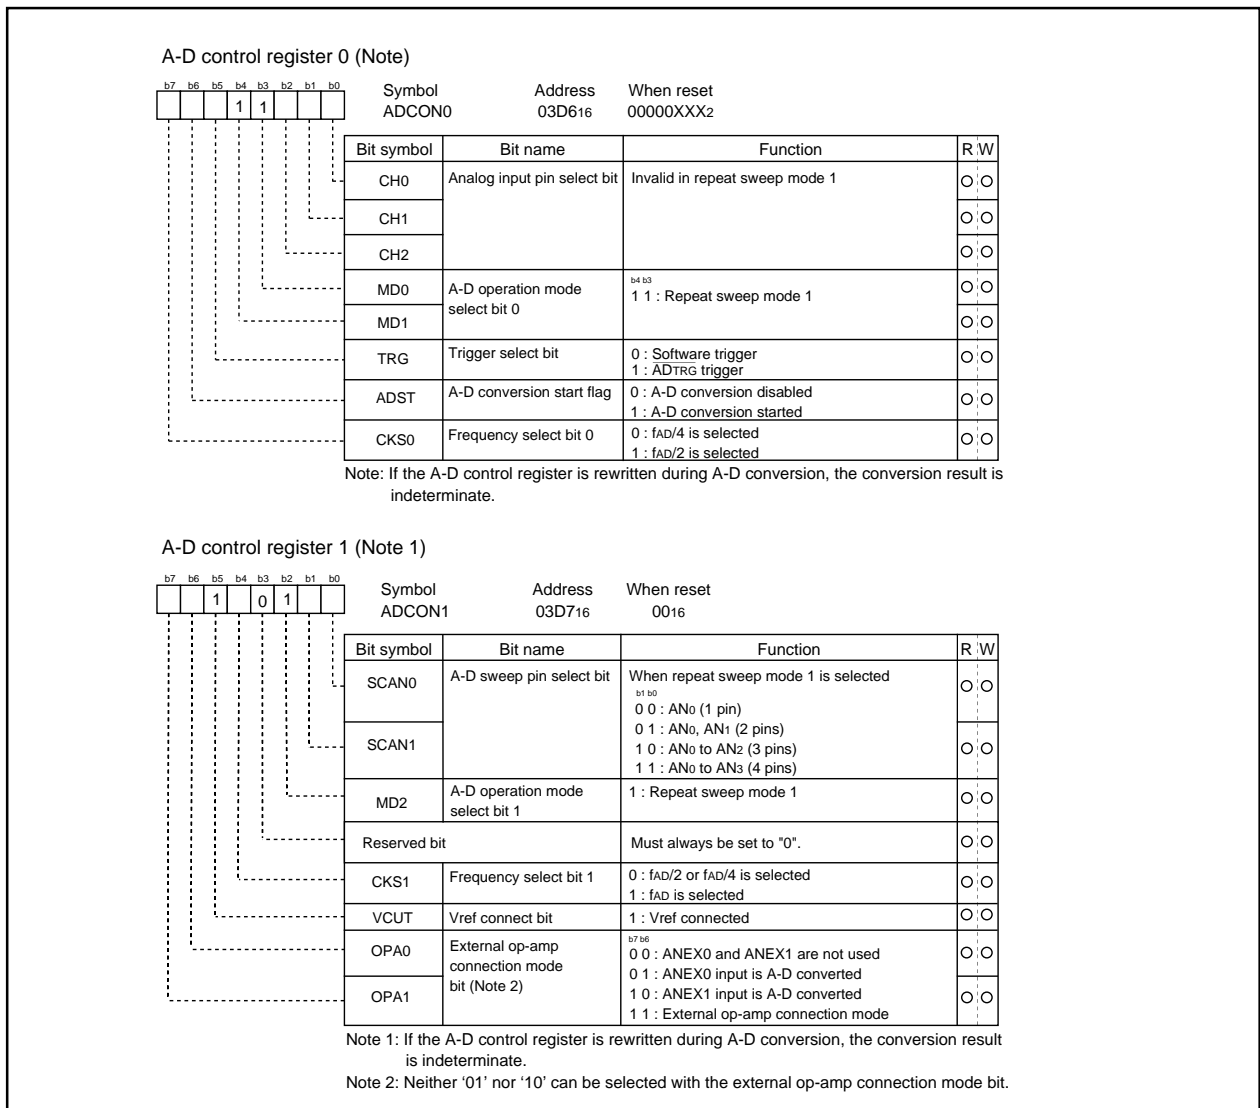 A-D control register 0 (Note)
b7 b6 b5 b4 b3 b2 b1 b0
1 1
Symbol Address When reset
ADCON0 03D616 00000XXX2
Bit symbol Bit name Function R W
CH0 Analog input pin select bit Invalid in repeat sweep mode 1 O O
CH1 O O
CH2 O O
MD0 A-D operation mode select bit 0 b4 b3
1 1 : Repeat sweep mode 1 O O
MD1 O O
TRG Trigger select bit 0 : Software trigger O O
1 : ADTRG trigger
ADST A-D conversion start flag 0 : A-D conversion disabled O O
1 : A-D conversion started
CKS0 Frequency select bit 0 0 : fAD/4 is selected O O
1 : fAD/2 is selected
Note: If the A-D control register is rewritten during A-D conversion, the conversion result is
indeterminate.
A-D control register 1 (Note 1)
b7 b6 b5 b4 b3 b2 b1 b0
1 0 1
Symbol Address When reset
ADCON1 03D716 0016
Bit symbol Bit name Function R W
SCAN0 A-D sweep pin select bit When repeat sweep mode 1 is selected O O
b1 b0
0 0 : AN0 (1 pin)
0 1 : AN0, AN1 (2 pins)
SCAN1 1 0 : AN0 to AN2 (3 pins) O O
1 1 : AN0 to AN3 (4 pins)
MD2 A-D operation mode select bit 1 1 : Repeat sweep mode 1 O O
Reserved bit Must always be set to "0". O O
CKS1 Frequency select bit 1 0 : fAD/2 or fAD/4 is selected O O
1 : fAD is selected
VCUT Vref connect bit 1 : Vref connected O O
OPA0 External op-amp connection mode bit (Note 2) b7 b6
0 0 : ANEX0 and ANEX1 are not used O O
0 1 : ANEX0 input is A-D converted
OPA1 1 0 : ANEX1 input is A-D converted O O
1 1 : External op-amp connection mode
Note 1: If the A-D control register is rewritten during A-D conversion, the conversion result
is indeterminate.
Note 2: Neither ‘01’ nor ‘10’ can be selected with the external op-amp connection mode bit.